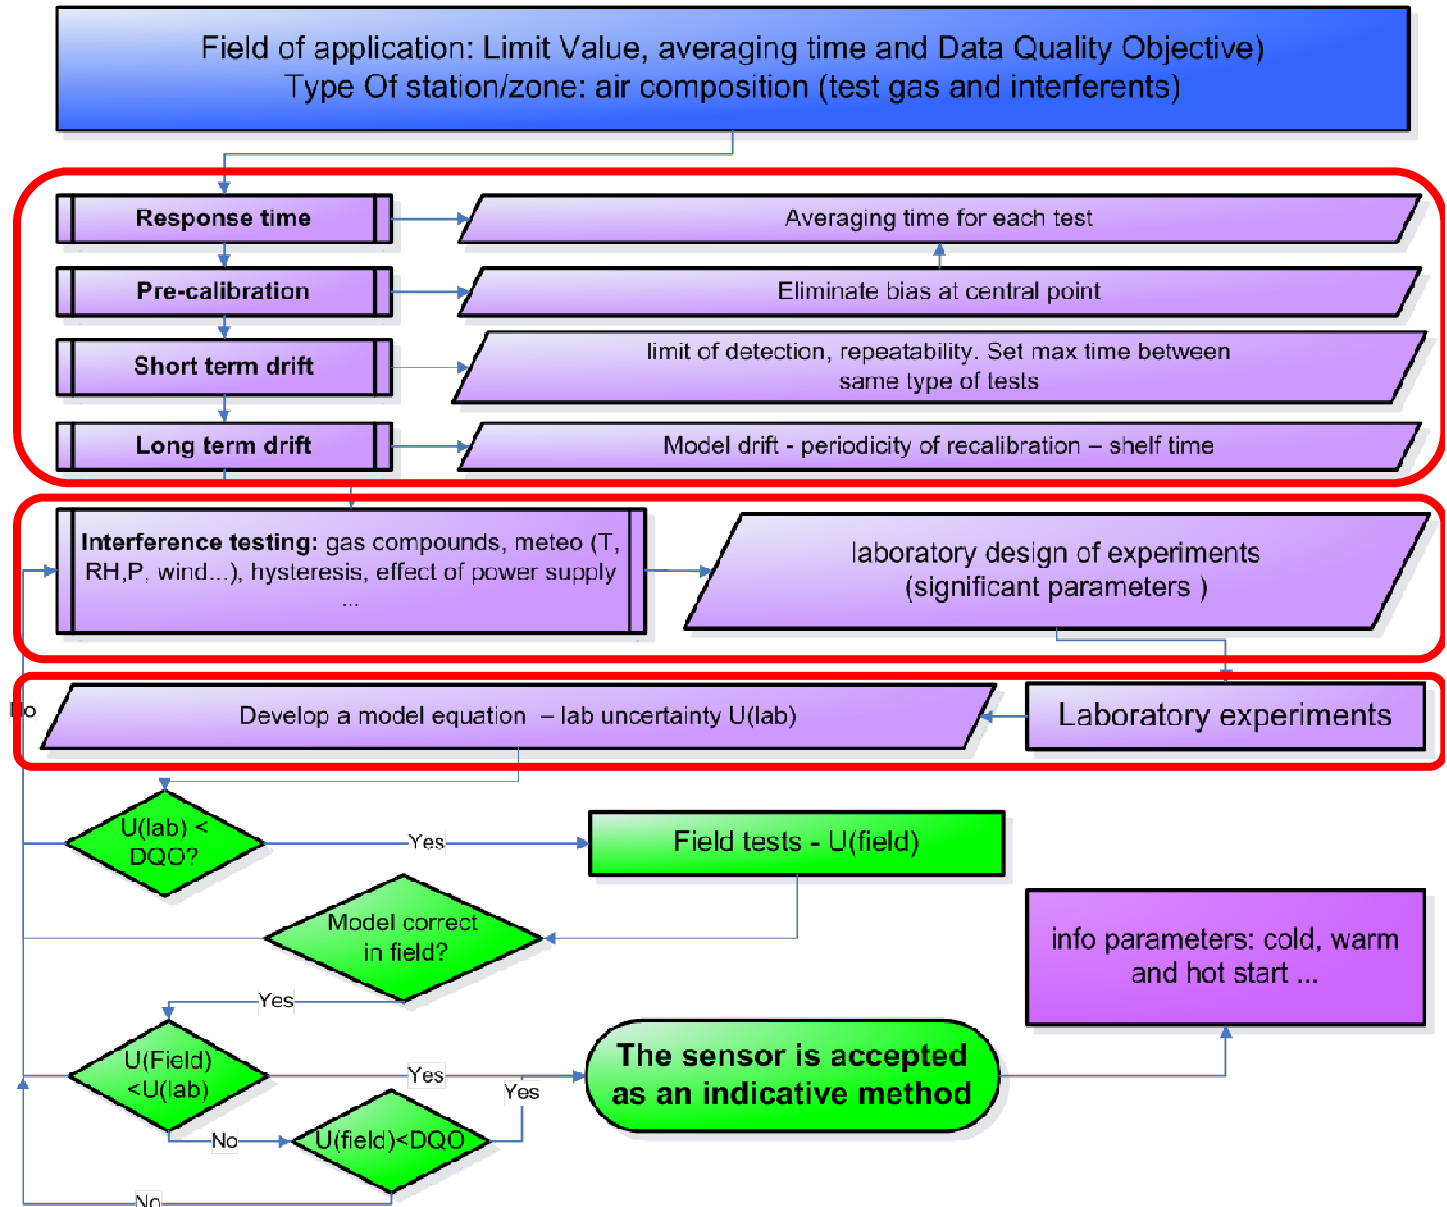 Field of application: Limit Value, averaging time and Data Quality Objective)
Type Of station/zone: air composition (test gas and interferents)
Response time
Averaging time for each test
Pre-calibration
Eliminate bias at central point
Short term drift
limit of detection, repeatability. Set max time between
same type of tests
Long term drift
Model drift - periodicity of recalibration – shelf time
Interference testing: gas compounds, meteo (T,
RH,P, wind...), hysteresis, effect of power supply
...
laboratory design of experiments
(significant parameters )
No
Develop a model equation – lab uncertainty U(lab)
Laboratory experiments
U(lab) <
DQO?
Yes
Field tests - U(field)
Model correct
in field?
info parameters: cold, warm
and hot start ...
Yes
U(Field)
<U(lab)
Yes
The sensor is accepted
as an indicative method
Yes
No
U(field)<DQO
No